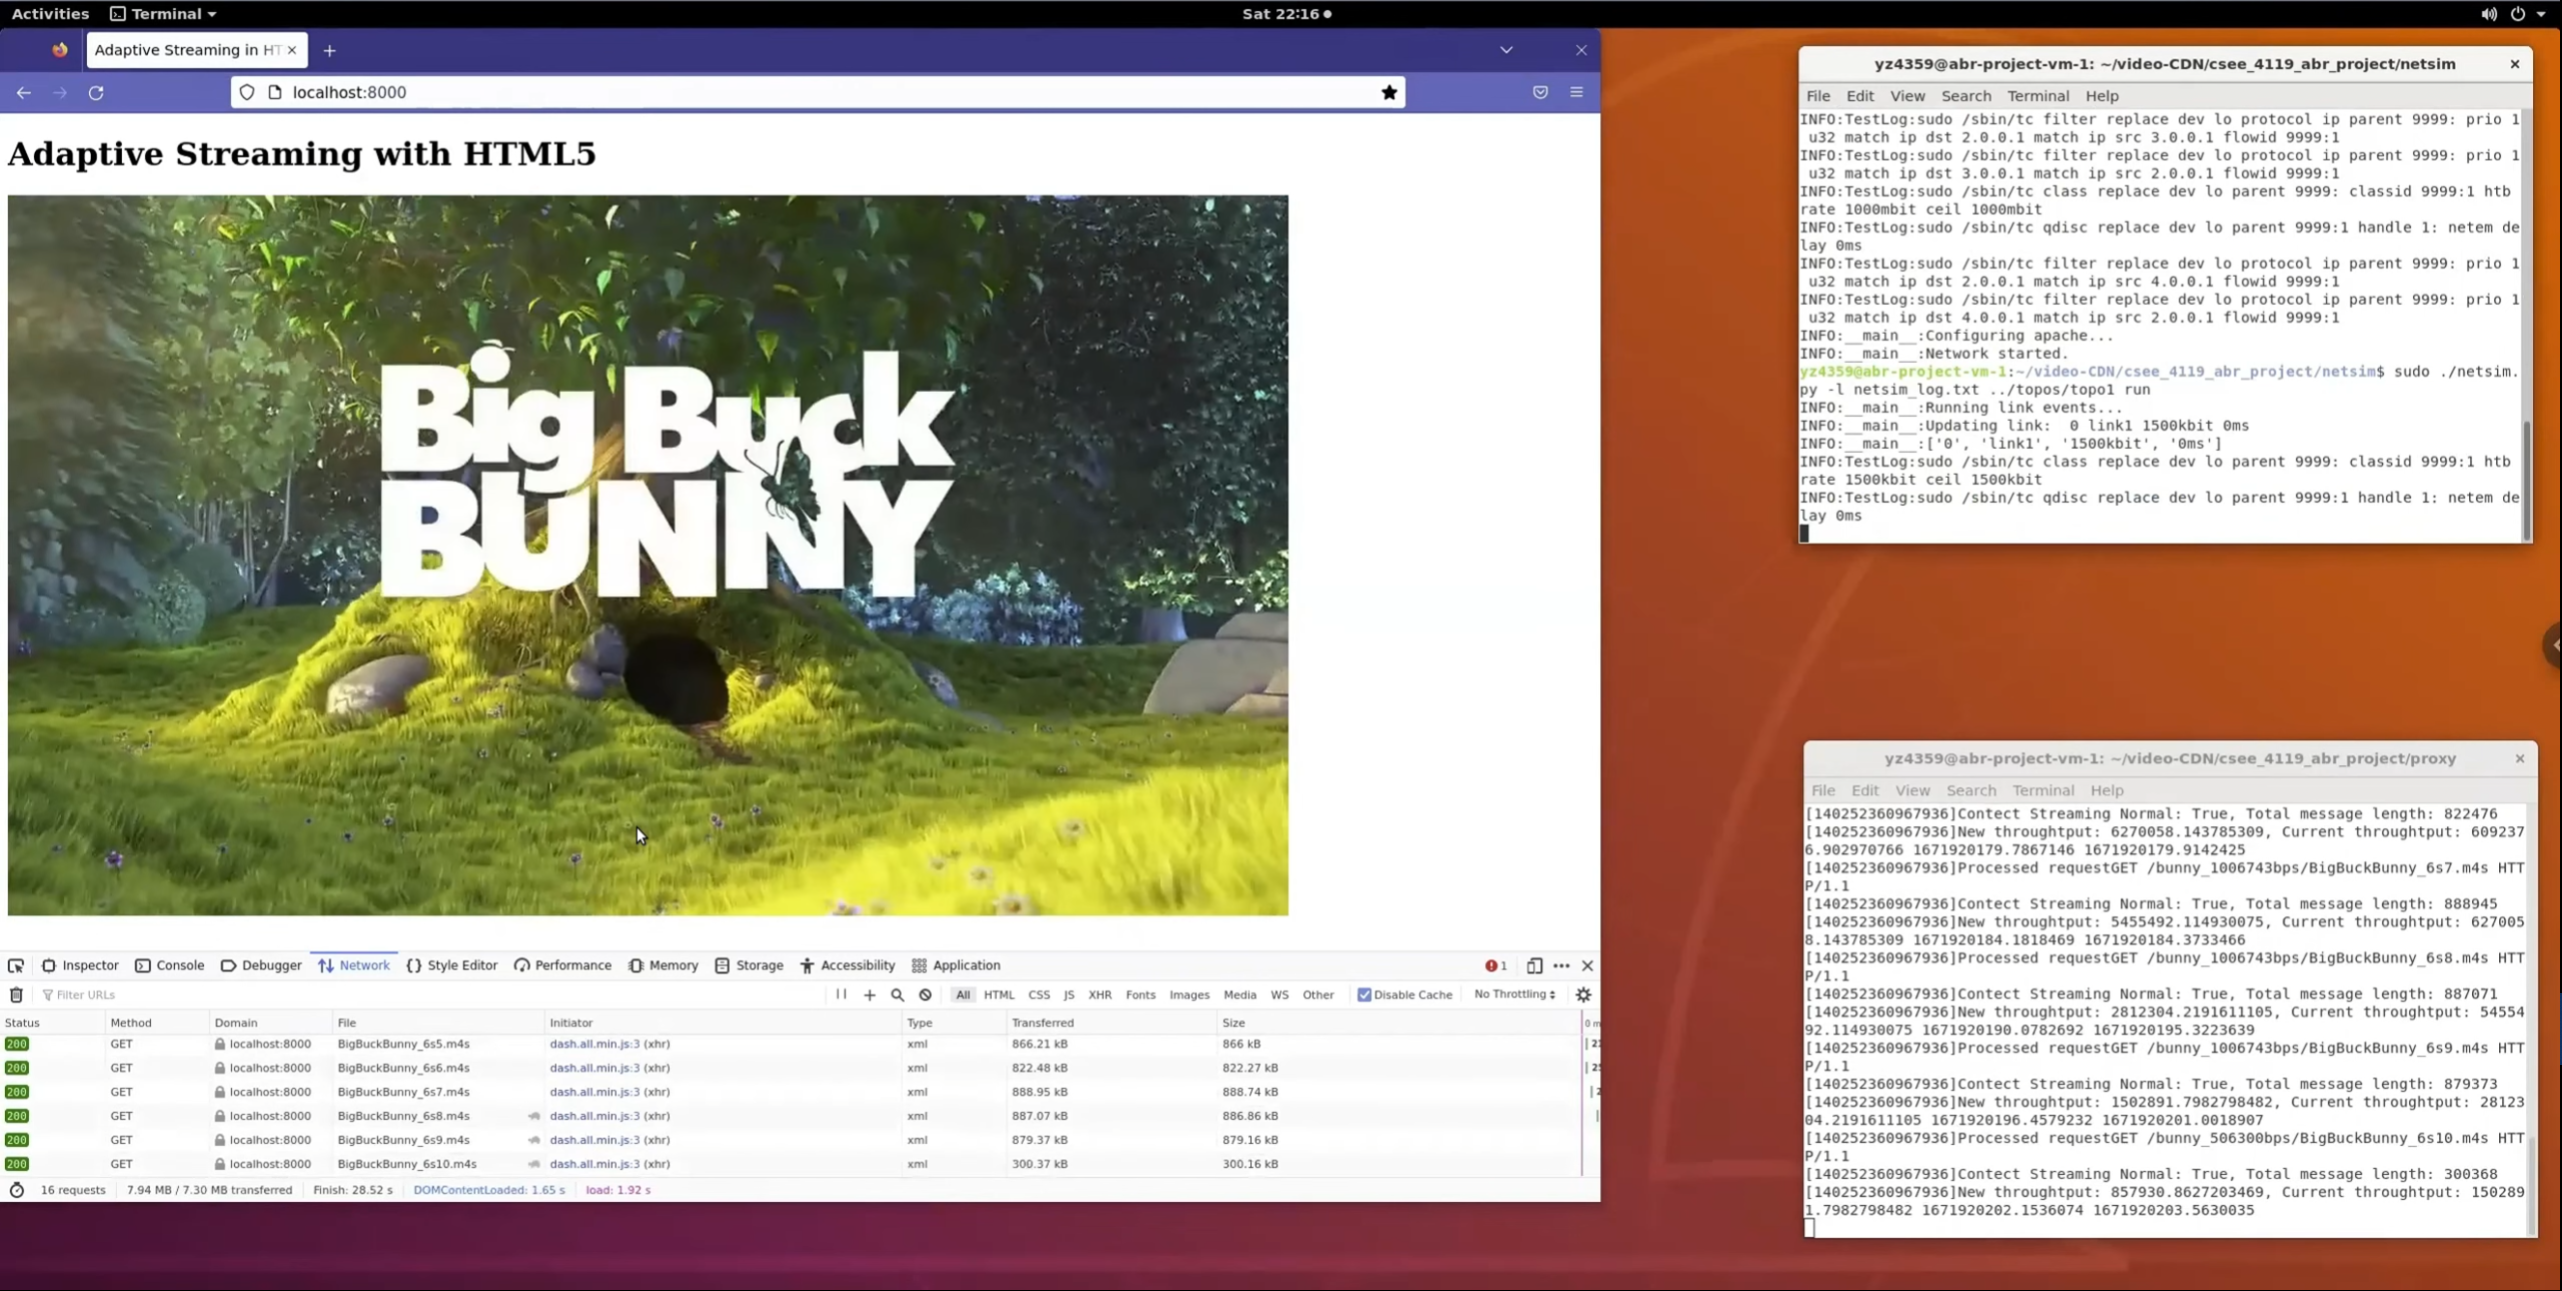 Activities Terminal Sat 22:16
Adaptive Streaming in HT
localhost:8000
Adaptive Streaming with HTML5
Big Buck
BUNNY
Inspector Console Debugger Network Style Editor Performance Memory Storage Accessibility Application 1
Filter URLs All HTML CSS JS XHR Fonts Images Media WS Other Disable Cache No Throttling
Status Method Domain File Initiator Type Transferred Size 0 m
200 GET localhost:8000 BigBuckBunny_6s5.m4s dash.all.min.js:3 (xhr) xml 866.21 kB 866 kB
200 GET localhost:8000 BigBuckBunny_6s6.m4s dash.all.min.js:3 (xhr) xml 822.48 kB 822.27 kB
200 GET localhost:8000 BigBuckBunny_6s7.m4s dash.all.min.js:3 (xhr) xml 888.95 kB 888.74 kB
200 GET localhost:8000 BigBuckBunny_6s8.m4s dash.all.min.js:3 (xhr) xml 887.07 kB 886.86 kB
200 GET localhost:8000 BigBuckBunny_6s9.m4s dash.all.min.js:3 (xhr) xml 879.37 kB 879.16 kB
200 GET localhost:8000 BigBuckBunny_6s10.m4s dash.all.min.js:3 (xhr) xml 300.37 kB 300.16 kB
16 requests 7.94 MB / 7.30 MB transferred Finish: 28.52 s DOMContentLoaded: 1.65 s load: 1.92 s
yz4359@abr-project-vm-1: ~/video-CDN/csee_4119_abr_project/netsim
File Edit View Search Terminal Help
INFO:TestLog:sudo /sbin/tc filter replace dev lo protocol ip parent 9999: prio 1
u32 match ip dst 2.0.0.1 match ip src 3.0.0.1 flowid 9999:1
INFO:TestLog:sudo /sbin/tc filter replace dev lo protocol ip parent 9999: prio 1
u32 match ip dst 3.0.0.1 match ip src 2.0.0.1 flowid 9999:1
INFO:TestLog:sudo /sbin/tc class replace dev lo parent 9999: classid 9999:1 htb
rate 1000mbit ceil 1000mbit
INFO:TestLog:sudo /sbin/tc qdisc replace dev lo parent 9999:1 handle 1: netem de
lay 0ms
INFO:TestLog:sudo /sbin/tc filter replace dev lo protocol ip parent 9999: prio 1
u32 match ip dst 2.0.0.1 match ip src 4.0.0.1 flowid 9999:1
INFO:TestLog:sudo /sbin/tc filter replace dev lo protocol ip parent 9999: prio 1
u32 match ip dst 4.0.0.1 match ip src 2.0.0.1 flowid 9999:1
INFO:__main__:Configuring apache...
INFO:__main__:Network started.
yz4359@abr-project-vm-1:~/video-CDN/csee_4119_abr_project/netsim$ sudo ./netsim.
py -l netsim_log.txt ../topos/topo1 run
INFO:__main__:Running link events...
INFO:__main__:Updating link:  0 link1 1500kbit 0ms
INFO:__main__:['0', 'link1', '1500kbit', '0ms']
INFO:TestLog:sudo /sbin/tc class replace dev lo parent 9999: classid 9999:1 htb
rate 1500kbit ceil 1500kbit
INFO:TestLog:sudo /sbin/tc qdisc replace dev lo parent 9999:1 handle 1: netem de
lay 0ms
yz4359@abr-project-vm-1: ~/video-CDN/csee_4119_abr_project/proxy
File Edit View Search Terminal Help
[140252360967936]Contect Streaming Normal: True, Total message length: 822476
[140252360967936]New throughtput: 6270058.143785309, Current throughtput: 609237
6.902970766 1671920179.7867146 1671920179.9142425
[140252360967936]Processed requestGET /bunny_1006743bps/BigBuckBunny_6s7.m4s HTT
P/1.1
[140252360967936]Contect Streaming Normal: True, Total message length: 888945
[140252360967936]New throughtput: 5455492.114930075, Current throughtput: 627005
8.143785309 1671920184.1818469 1671920184.3733466
[140252360967936]Processed requestGET /bunny_1006743bps/BigBuckBunny_6s8.m4s HTT
P/1.1
[140252360967936]Contect Streaming Normal: True, Total message length: 887071
[140252360967936]New throughtput: 2812304.2191611105, Current throughtput: 54554
92.114930075 1671920190.0782692 1671920195.3223639
[140252360967936]Processed requestGET /bunny_1006743bps/BigBuckBunny_6s9.m4s HTT
P/1.1
[140252360967936]Contect Streaming Normal: True, Total message length: 879373
[140252360967936]New throughtput: 1502891.7982798482, Current throughtput: 28123
04.2191611105 1671920196.4579232 1671920201.0018907
[140252360967936]Processed requestGET /bunny_506300bps/BigBuckBunny_6s10.m4s HTT
P/1.1
[140252360967936]Contect Streaming Normal: True, Total message length: 300368
[140252360967936]New throughtput: 857930.8627203469, Current throughtput: 150289
1.7982798482 1671920202.1536074 1671920203.5630035